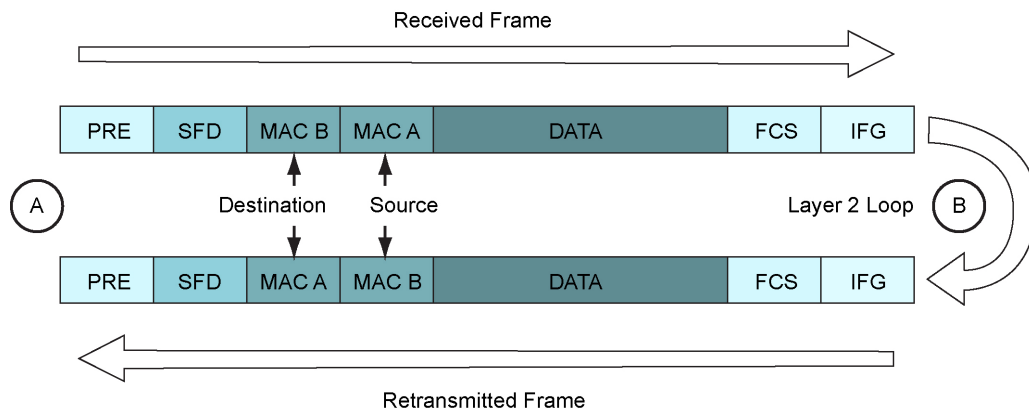 Received Frame
PRE SFD MAC B MAC A DATA FCS IFG
A Destination Source Layer 2 Loop B
PRE SFD MAC A MAC B DATA FCS IFG
Retransmitted Frame